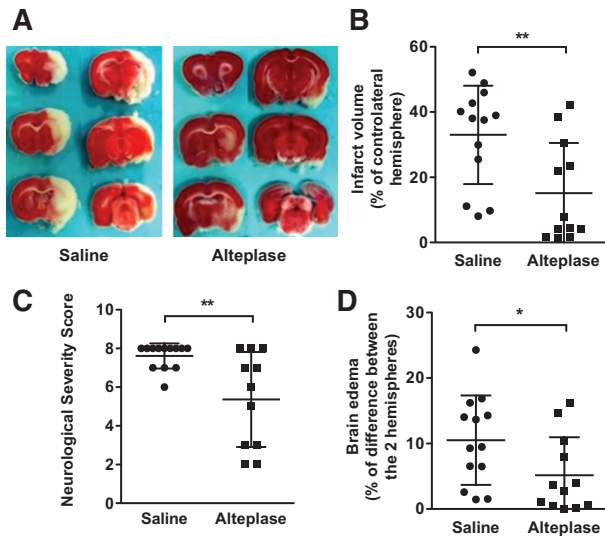 A
Saline
Alteplase
B
Infarct volume
(% of controlateral
hemisphere)
60
40
20
0
**
Saline
Alteplase
C
Neurological Severity Score
10
8
6
4
2
0
**
Saline
Alteplase
D
Brain edema
(% of difference between
the 2 hemispheres)
30
20
10
0
*
Saline
Alteplase